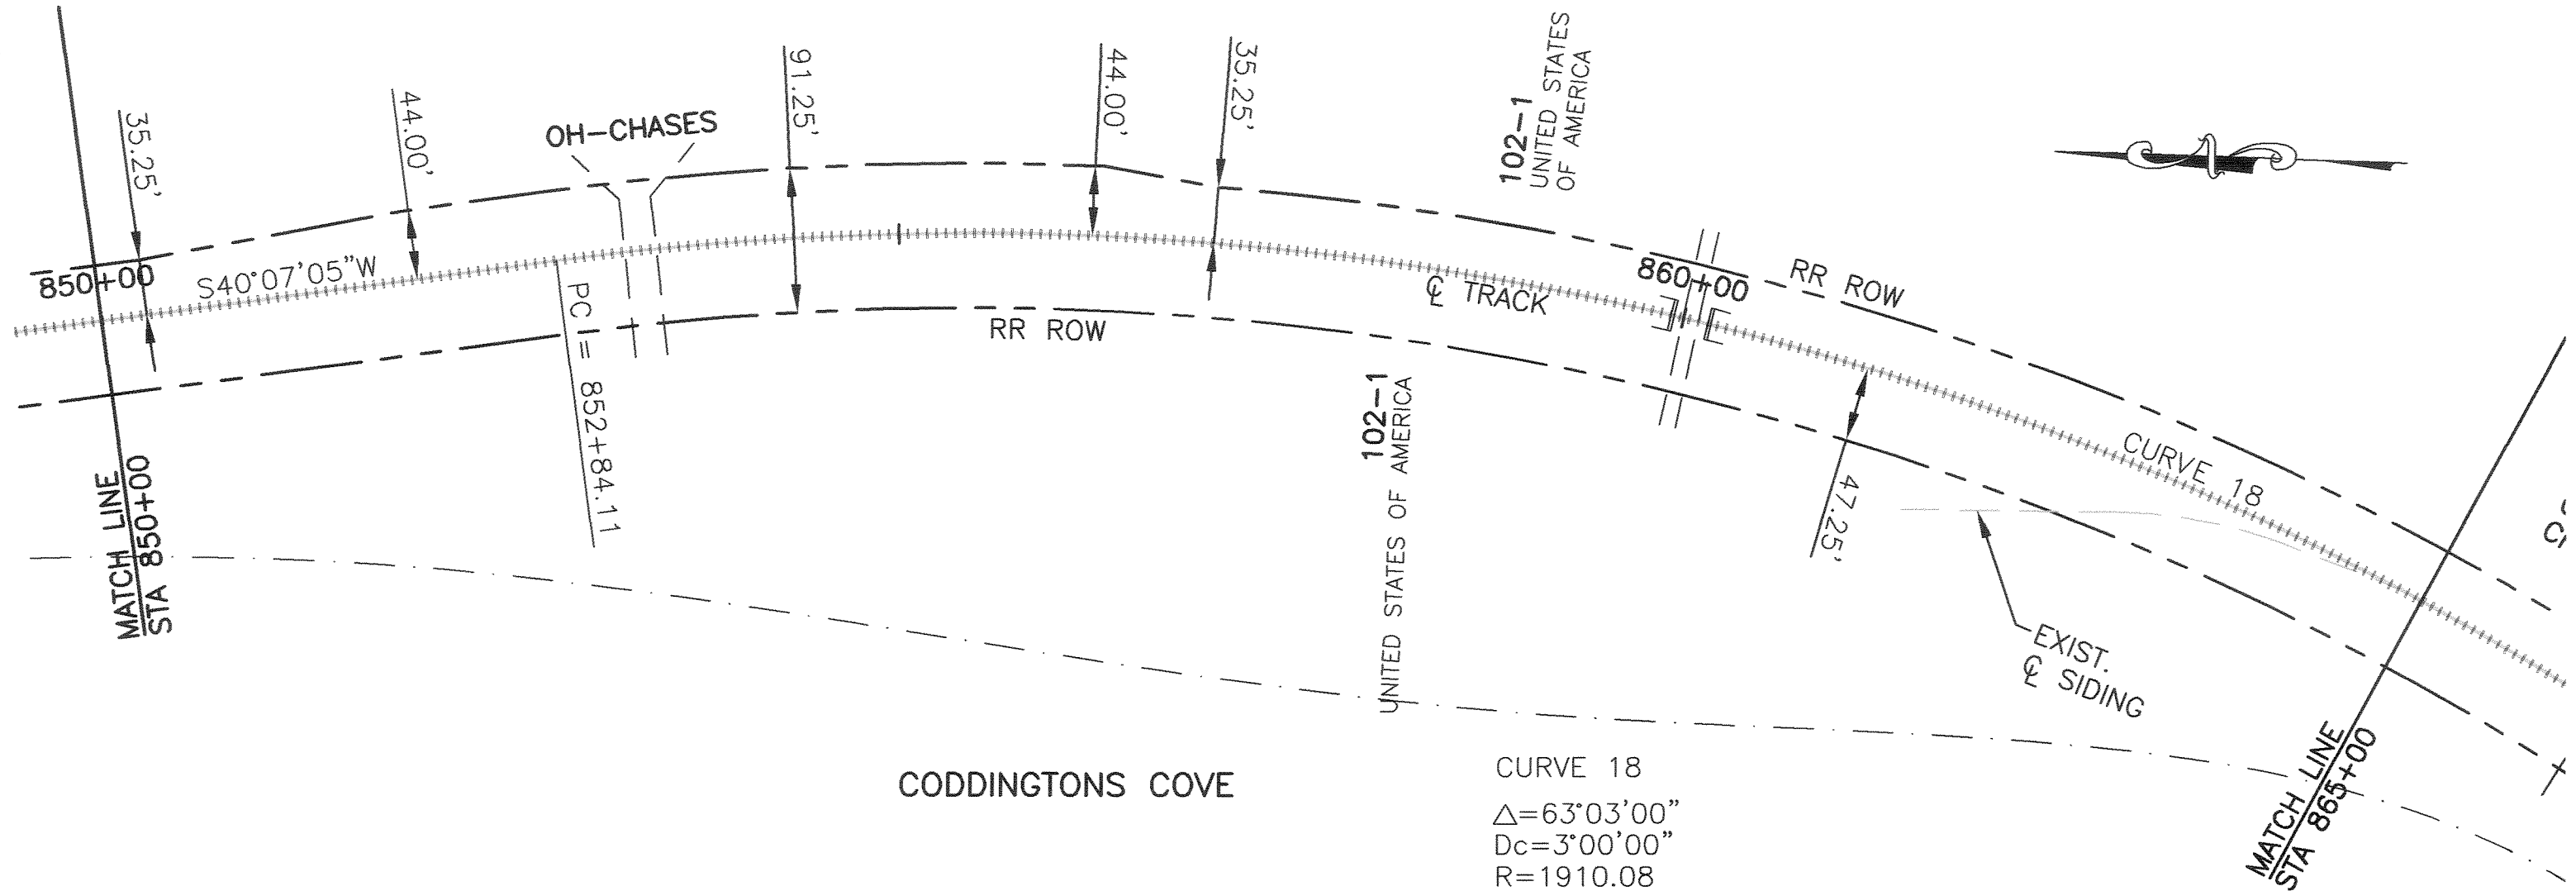 35.25'
44.00'
OH-CHASES
91.25'
44.00'
35.25'
102-1
UNITED STATES
OF AMERICA
850+00
S40°07'05"W
PC = 852+84.11
RR ROW
℄ TRACK
860+00
RR ROW
CURVE 18
47.25'
102-1
UNITED STATES OF AMERICA
MATCH LINE
STA 850+00
EXIST.
℄ SIDING
MATCH LINE
STA 865+00
CODDINGTONS COVE
CURVE 18
△=63°03'00"
Dc=3°00'00"
R=1910.08